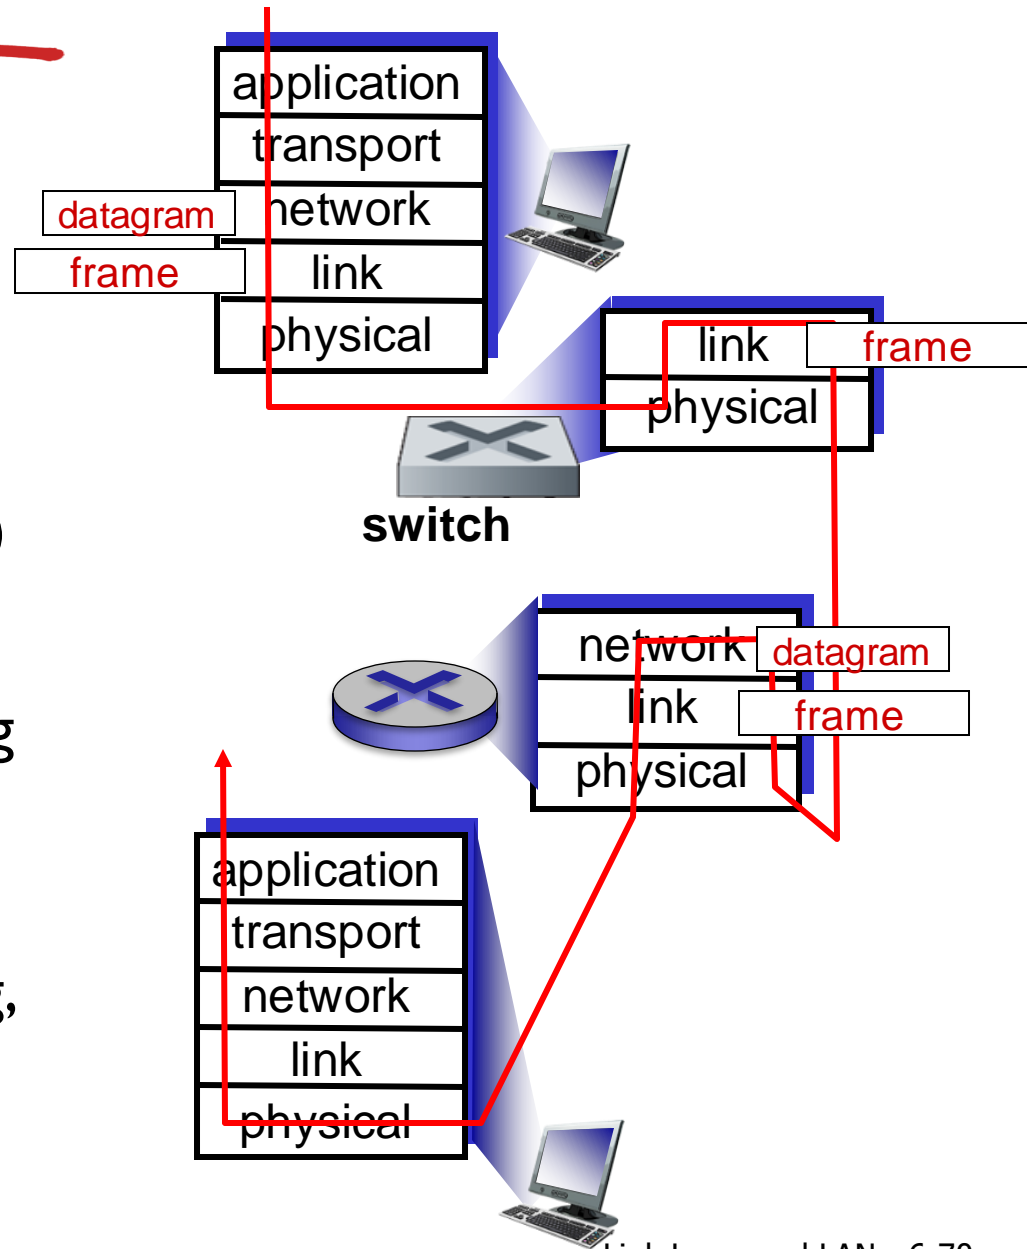 application
transport
datagram
network
frame
link
physical
link
frame
physical
switch
)
network
datagram
link
frame
g
physical
application
transport
g,
network
link
physical